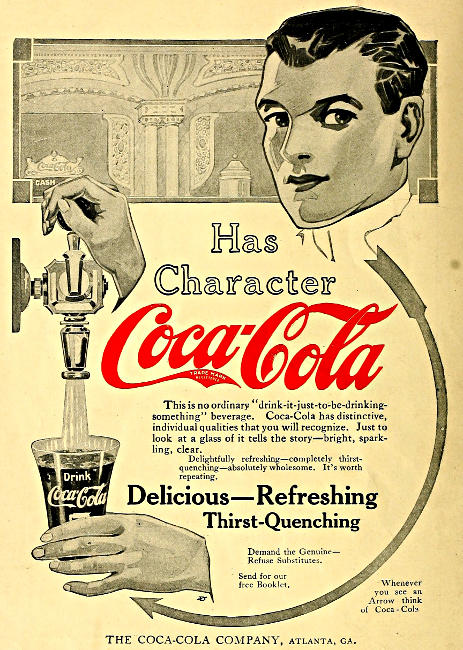 CASH
Has
Character
Coca-Cola
TRADE MARK
This is no ordinary "drink-it-just-to-be-drinking-
something" beverage. Coca-Cola has distinctive,
individual qualities that you will recognize. Just to
look at a glass of it tells the story—bright, spark-
ling, clear.
Delightfully refreshing—completely thirst-
quenching—absolutely wholesome. It's worth
repeating.
Drink
Coca-Cola
Delicious—Refreshing
Thirst-Quenching
Demand the Genuine—
Refuse Substitutes.
Send for our
free Booklet.
Whenever
you see an
Arrow think
of Coca-Cola
THE COCA-COLA COMPANY, ATLANTA, GA.